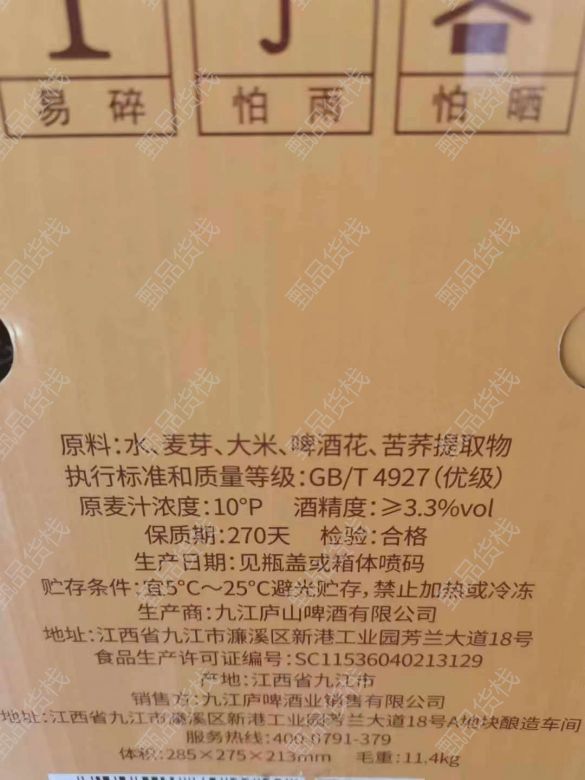 易碎 怕雨 怕晒
原料:水、麦芽、大米、啤酒花、苦荞提取物
执行标准和质量等级:GB/T 4927(优级)
原麦汁浓度:10°P 酒精度:≥3.3%vol
保质期:270天 检验:合格
生产日期:见瓶盖或箱体喷码
贮存条件:宜5°C~25°C避光贮存,禁止加热或冷冻
生产商:九江庐山啤酒有限公司
地址:江西省九江市濂溪区新港工业园芳兰大道18号
食品生产许可证编号:SC11536040213129
产地:江西省九江市
销售方:九江庐啤酒业销售有限公司
地址:江西省九江市濂溪区新港工业园芳兰大道18号A地块酿造车间
服务热线:400-0791-379
体积:285×275×213mm 毛重:11.4kg
甄品货栈